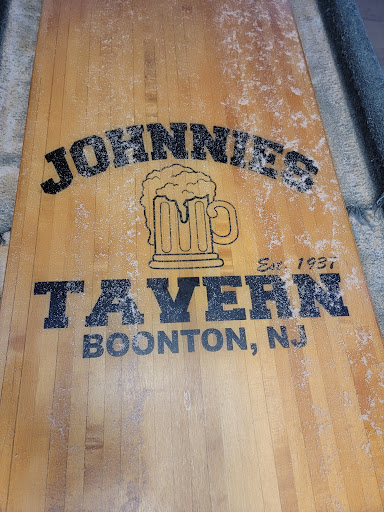 JOHNNIES
Est. 1937
TAVERN
BOONTON, NJ